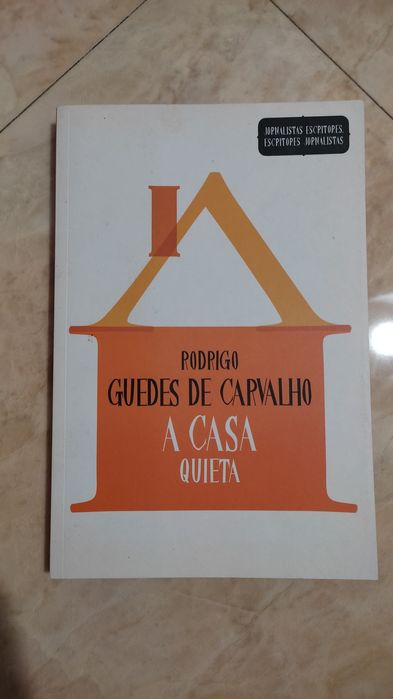 JORNALISTAS ESCRITORES,
ESCRITORES JORNALISTAS
RODRIGO
GUEDES DE CARVALHO
A CASA
QUIETA